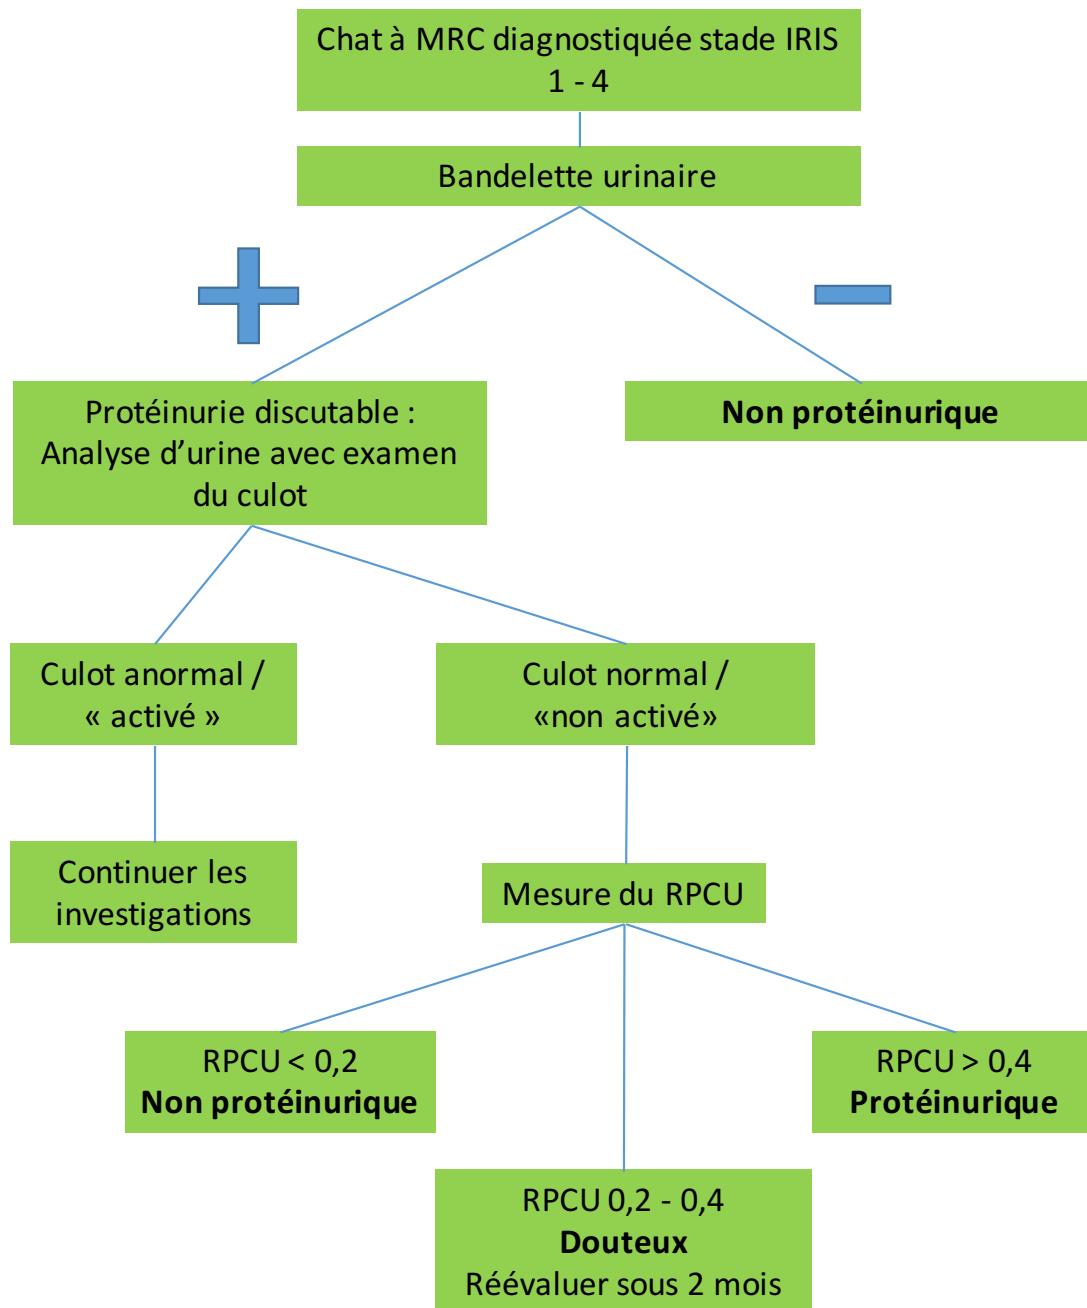 Chat à MRC diagnostiquée stade IRIS
1 - 4
Bandelette urinaire
Protéinurie discutable :
Analyse d’urine avec examen
du culot
Non protéinurique
Culot anormal /
« activé »
Culot normal /
«non activé»
Continuer les
investigations
Mesure du RPCU
RPCU < 0,2
Non protéinurique
RPCU > 0,4
Protéinurique
RPCU 0,2 - 0,4
Douteux
Réévaluer sous 2 mois